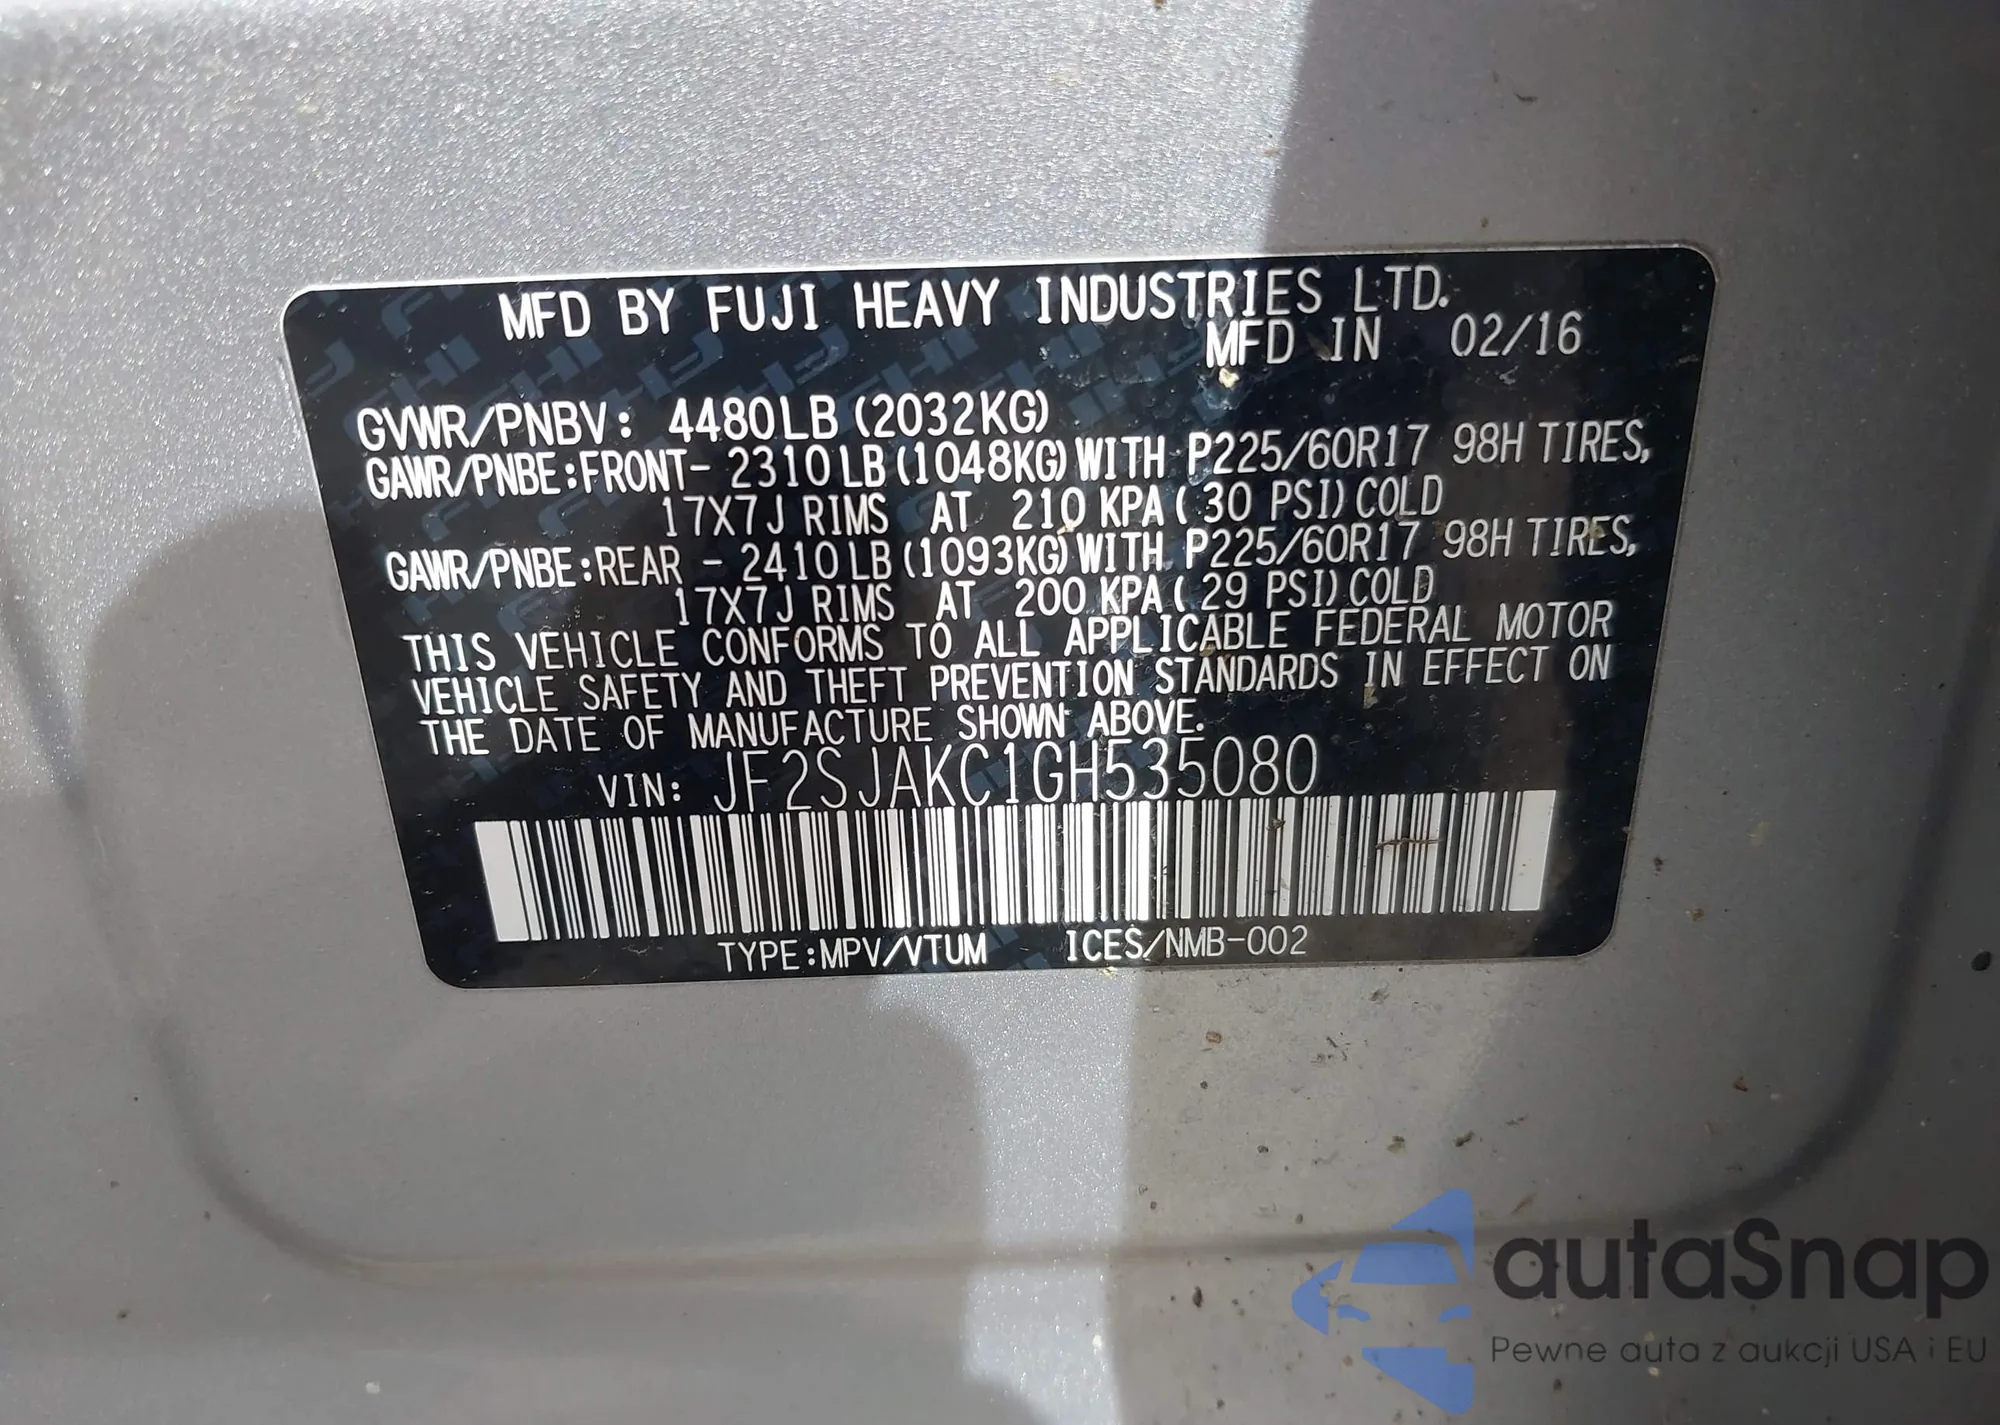 MFD BY FUJI HEAVY INDUSTRIES LTD.
MFD IN 02/16
GVWR/PNBV: 4480LB (2032KG)
GAWR/PNBE:FRONT- 2310LB(1048KG)WITH P225/60R17 98H TIRES,
17X7J RIMS AT 210 KPA( 30 PSI)COLD
GAWR/PNBE:REAR - 2410LB(1093KG)WITH P225/60R17 98H TIRES,
17X7J RIMS AT 200 KPA( 29 PSI)COLD
THIS VEHICLE CONFORMS TO ALL APPLICABLE FEDERAL MOTOR
VEHICLE SAFETY AND THEFT PREVENTION STANDARDS IN EFFECT ON
THE DATE OF MANUFACTURE SHOWN ABOVE.
VIN: JF2SJAKC1GH535080
TYPE:MPV/VTUM ICES/NMB-002
autaSnap
Pewne auta z aukcji USA i EU